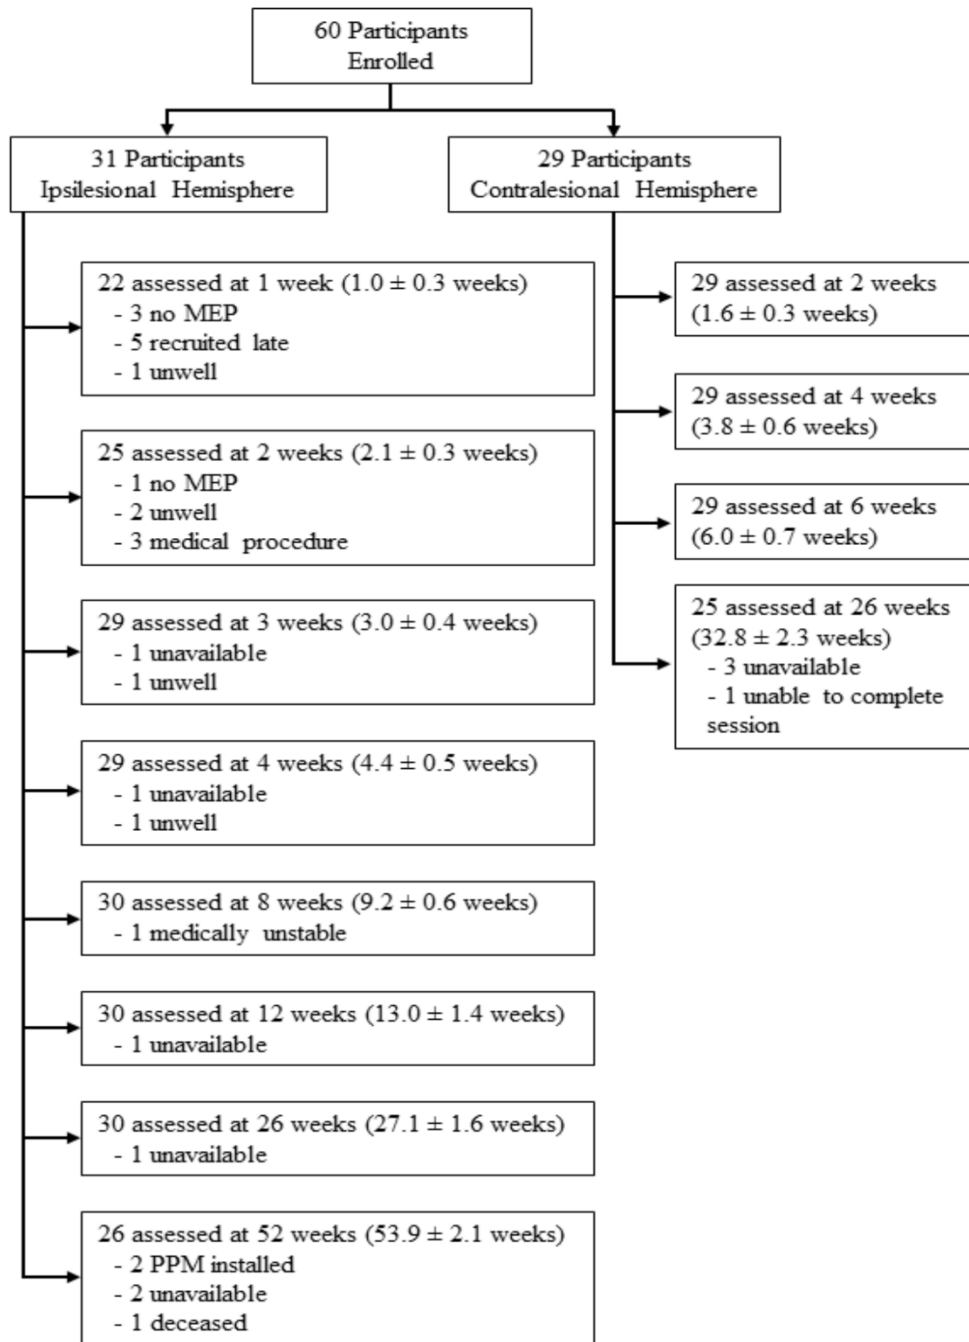 60 Participants
Enrolled
31 Participants
Ipsilesional Hemisphere
29 Participants
Contralesional Hemisphere
22 assessed at 1 week (1.0 ± 0.3 weeks)
- 3 no MEP
- 5 recruited late
- 1 unwell
25 assessed at 2 weeks (2.1 ± 0.3 weeks)
- 1 no MEP
- 2 unwell
- 3 medical procedure
29 assessed at 3 weeks (3.0 ± 0.4 weeks)
- 1 unavailable
- 1 unwell
29 assessed at 4 weeks (4.4 ± 0.5 weeks)
- 1 unavailable
- 1 unwell
30 assessed at 8 weeks (9.2 ± 0.6 weeks)
- 1 medically unstable
30 assessed at 12 weeks (13.0 ± 1.4 weeks)
- 1 unavailable
30 assessed at 26 weeks (27.1 ± 1.6 weeks)
- 1 unavailable
26 assessed at 52 weeks (53.9 ± 2.1 weeks)
- 2 PPM installed
- 2 unavailable
- 1 deceased
29 assessed at 2 weeks
(1.6 ± 0.3 weeks)
29 assessed at 4 weeks
(3.8 ± 0.6 weeks)
29 assessed at 6 weeks
(6.0 ± 0.7 weeks)
25 assessed at 26 weeks
(32.8 ± 2.3 weeks)
- 3 unavailable
- 1 unable to complete
session